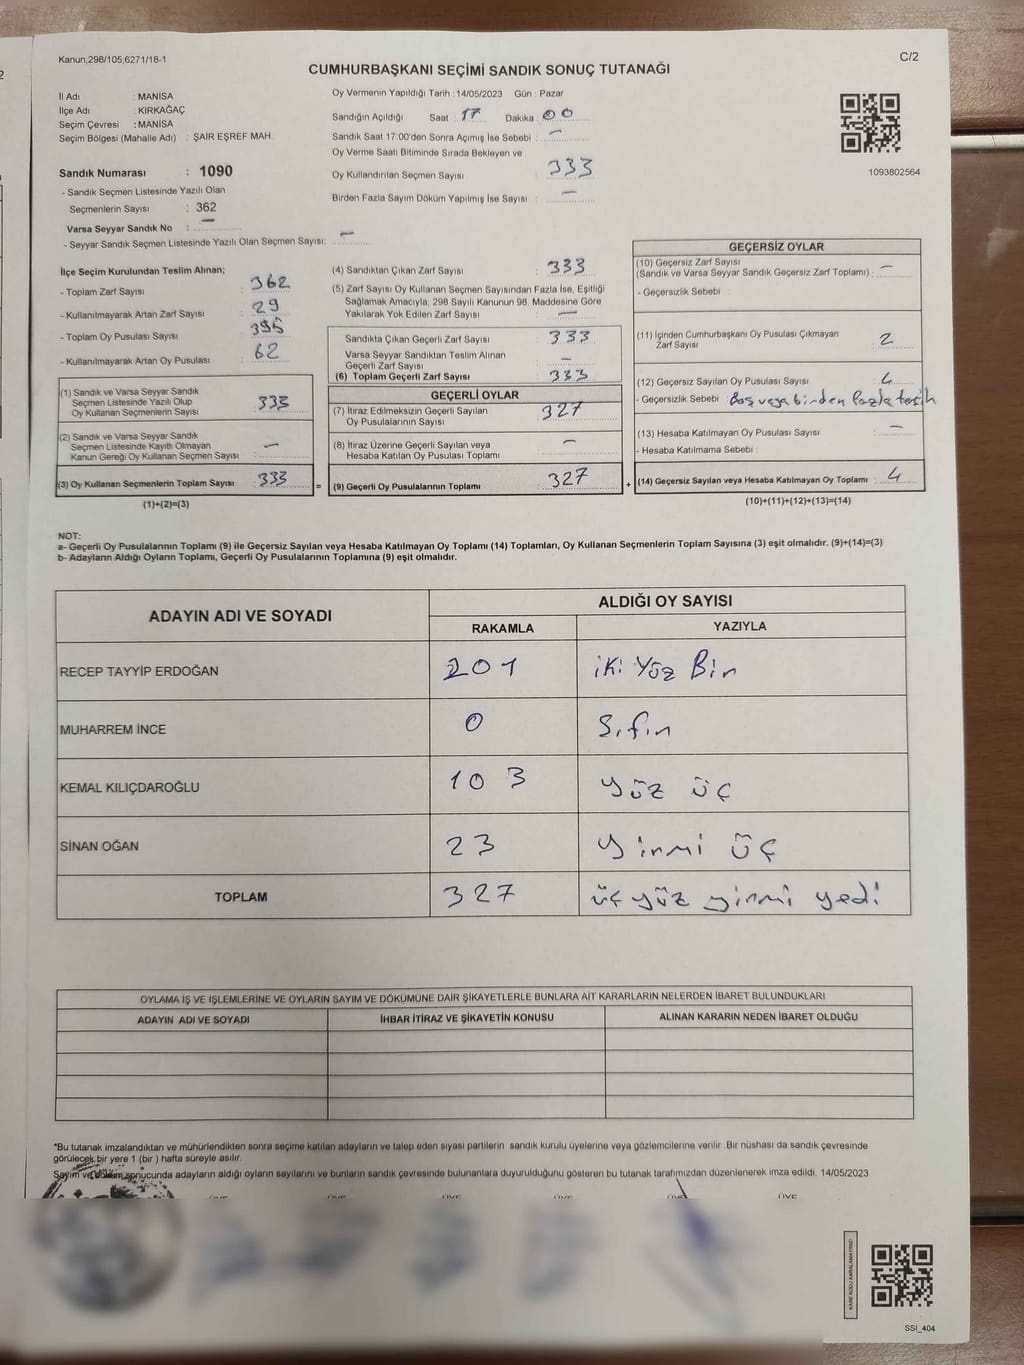 Kanun;298/105;6271/18-1
C/2
CUMHURBAŞKANI SEÇİMİ SANDIK SONUÇ TUTANAĞI
İl Adı : MANİSA
İlçe Adı : KIRKAĞAÇ
Seçim Çevresi : MANİSA
Seçim Bölgesi (Mahalle Adı) : ŞAİR EŞREF MAH.
Sandık Numarası : 1090
- Sandık Seçmen Listesinde Yazılı Olan
Seçmenlerin Sayısı : 362
Varsa Seyyar Sandık No : —
- Seyyar Sandık Seçmen Listesinde Yazılı Olan Seçmen Sayısı: —
Oy Vermenin Yapıldığı Tarih : 14/05/2023 Gün : Pazar
Sandığın Açıldığı Saat 17 Dakika 00
Sandık Saat 17:00'den Sonra Açımış İse Sebebi : —
Oy Verme Saati Bitiminde Sırada Bekleyen ve
Oy Kullandırılan Seçmen Sayısı : 333
Birden Fazla Sayım Döküm Yapılmış İse Sayısı : —
1093802564
İlçe Seçim Kurulundan Teslim Alınan;
- Toplam Zarf Sayısı : 362
- Kullanılmayarak Artan Zarf Sayısı : 29
- Toplam Oy Pusulası Sayısı : 395
- Kullanılmayarak Artan Oy Pusulası : 62
(1) Sandık ve Varsa Seyyar Sandık
Seçmen Listesinde Yazılı Olup
Oy Kullanan Seçmenlerin Sayısı : 333
(2) Sandık ve Varsa Seyyar Sandık
Seçmen Listesinde Kayıtlı Olmayan
Kanun Gereği Oy Kullanan Seçmen Sayısı : —
(3) Oy Kullanan Seçmenlerin Toplam Sayısı : 333 =
(1)+(2)=(3)
(4) Sandıktan Çıkan Zarf Sayısı : 333
(5) Zarf Sayısı Oy Kullanan Seçmen Sayısından Fazla İse, Eşitliği
Sağlamak Amacıyla; 298 Sayılı Kanunun 98. Maddesine Göre
Yakılarak Yok Edilen Zarf Sayısı : —
Sandıkta Çıkan Geçerli Zarf Sayısı : 333
Varsa Seyyar Sandıktan Teslim Alınan
Geçerli Zarf Sayısı : —
(6) Toplam Geçerli Zarf Sayısı : 333
GEÇERLİ OYLAR
(7) İtiraz Edilmeksizin Geçerli Sayılan
Oy Pusulalarının Sayısı : 327
(8) İtiraz Üzerine Geçerli Sayılan veya
Hesaba Katılan Oy Pusulası Toplamı : —
(9) Geçerli Oy Pusulalarının Toplamı : 327 +
GEÇERSİZ OYLAR
(10) Geçersiz Zarf Sayısı
(Sandık ve Varsa Seyyar Sandık Geçersiz Zarf Toplamı) : —
- Geçersizlik Sebebi :
(11) İçinden Cumhurbaşkanı Oy Pusulası Çıkmayan
Zarf Sayısı : 2
(12) Geçersiz Sayılan Oy Pusulası Sayısı : 4
- Geçersizlik Sebebi : Boş veya birden fazla tercih
(13) Hesaba Katılmayan Oy Pusulası Sayısı : —
- Hesaba Katılmama Sebebi :
(14) Geçersiz Sayılan veya Hesaba Katılmayan Oy Toplamı : 4
(10)+(11)+(12)+(13)=(14)
NOT:
a- Geçerli Oy Pusulalarının Toplamı (9) ile Geçersiz Sayılan veya Hesaba Katılmayan Oy Toplamı (14) Toplamları, Oy Kullanan Seçmenlerin Toplam Sayısına (3) eşit olmalıdır. (9)+(14)=(3)
b- Adayların Aldığı Oyların Toplamı, Geçerli Oy Pusulalarının Toplamına (9) eşit olmalıdır.
ADAYIN ADI VE SOYADI ALDIĞI OY SAYISI
RAKAMLA YAZIYLA
RECEP TAYYİP ERDOĞAN 201 iki Yüz Bir
MUHARREM İNCE 0 Sıfır
KEMAL KILIÇDAROĞLU 103 yüz üç
SİNAN OĞAN 23 yirmi üç
TOPLAM 327 üç yüz yirmi yedi
OYLAMA İŞ VE İŞLEMLERİNE VE OYLARIN SAYIM VE DÖKÜMÜNE DAİR ŞİKAYETLERLE BUNLARA AİT KARARLARIN NELERDEN İBARET BULUNDUKLARI
ADAYIN ADI VE SOYADI İHBAR İTİRAZ VE ŞİKAYETİN KONUSU ALINAN KARARIN NEDEN İBARET OLDUĞU
*Bu tutanak imzalandıktan ve mühürlendikten sonra seçime katılan adayların ve talep eden siyasi partilerin sandık kurulu üyelerine veya gözlemcilerine verilir. Bir nüshası da sandık çevresinde
görülecek bir yere 1 (bir ) hafta süreyle asılır.
Sayım ve döküm sonucunda adayların aldığı oyların sayılarını ve bunların sandık çevresinde bulunanlara duyurulduğunu gösteren bu tutanak tarafımızdan düzenlenerek imza edildi. 14/05/2023
ÜYE ÜYE ÜYE ÜYE ÜYE ÜYE
KARE KODU KARALAMAYINIZ!
SSI_404